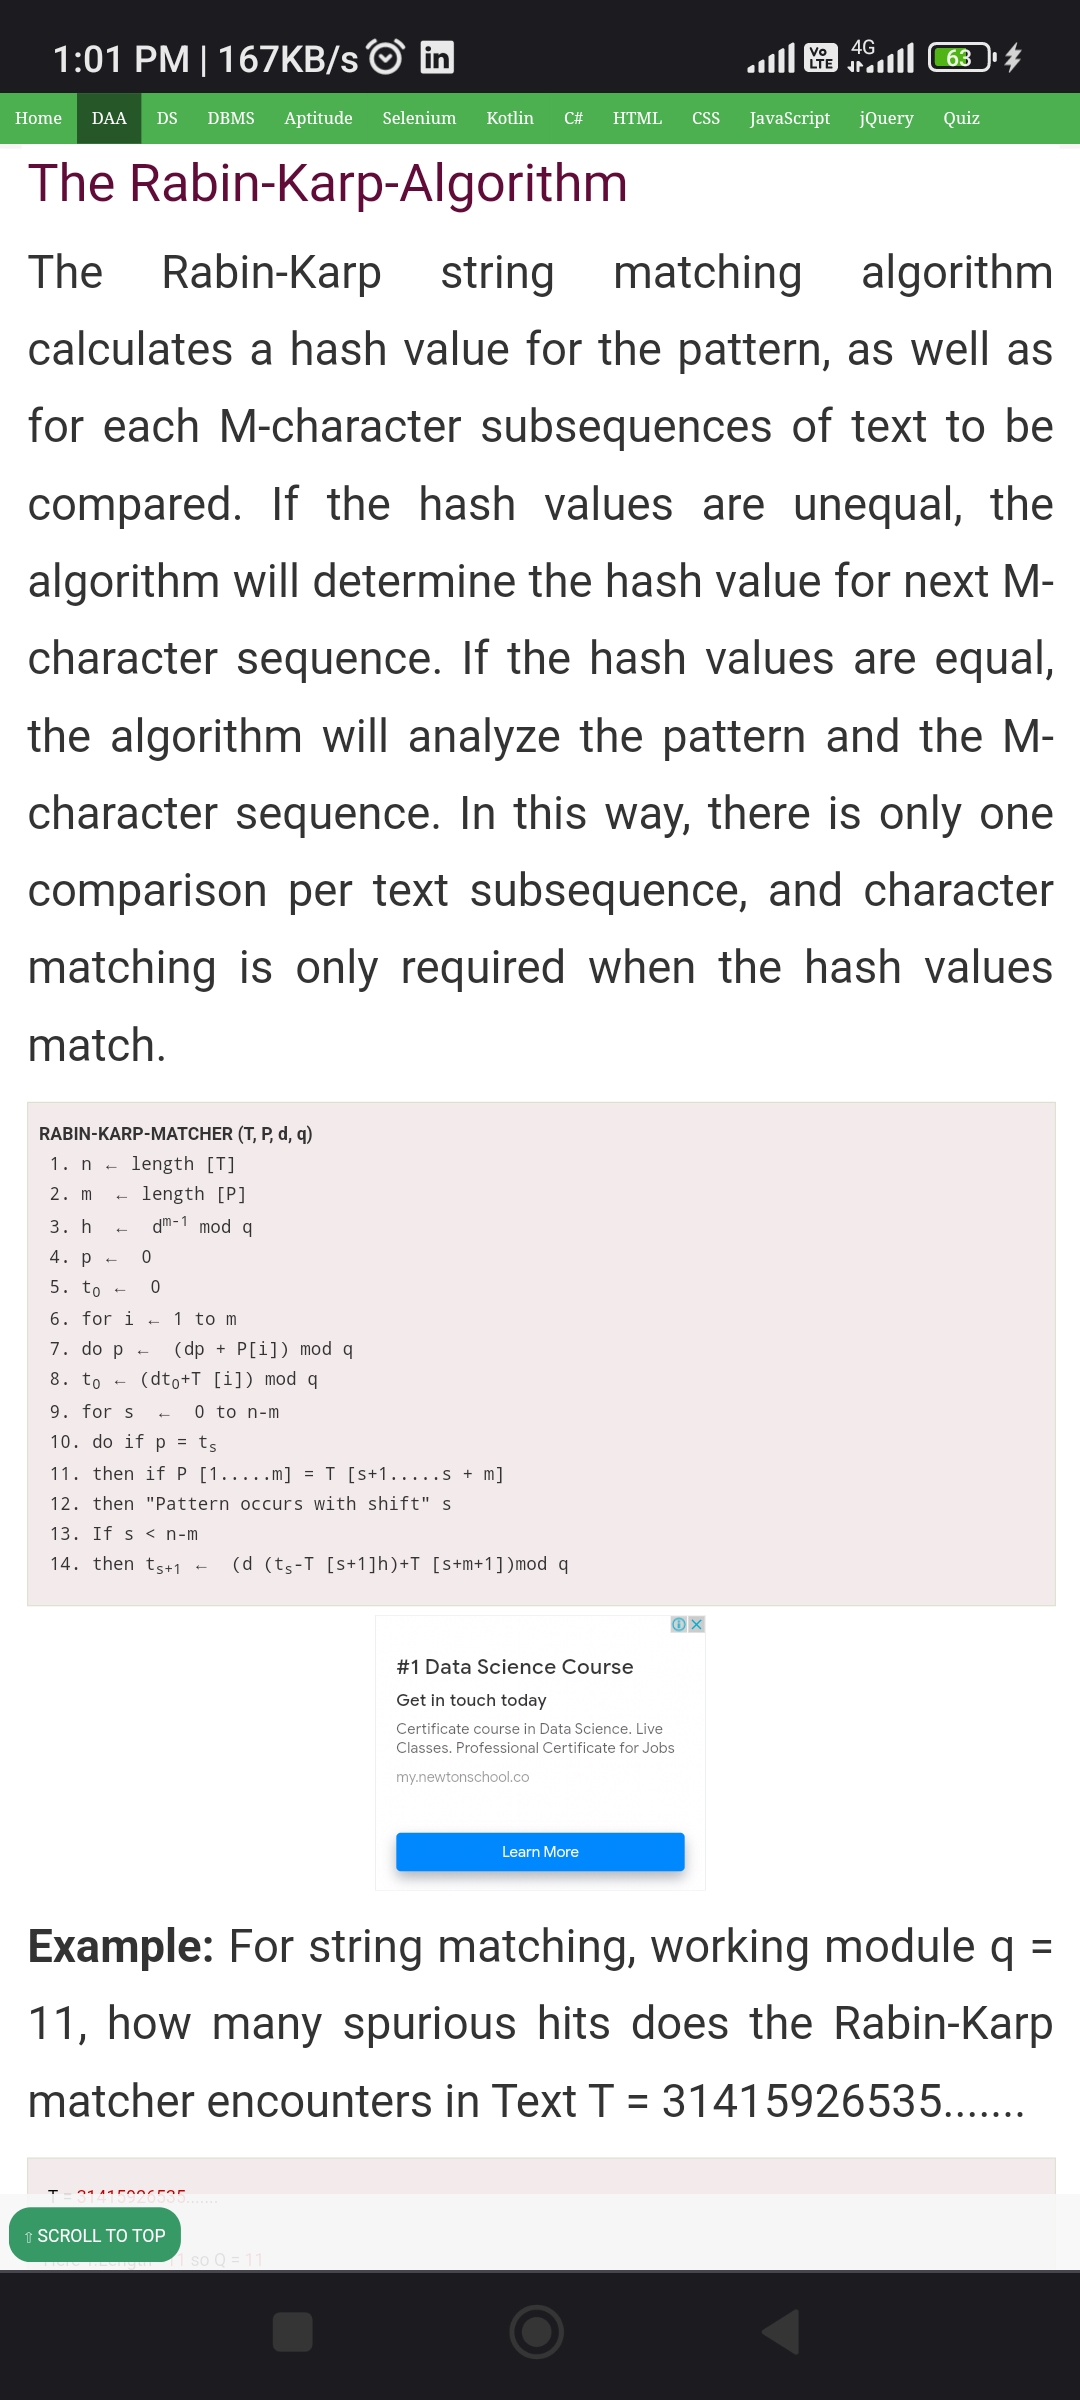 1:01 PM | 167KB/s in Vo LTE 4G 63
Home DAA DS DBMS Aptitude Selenium Kotlin C# HTML CSS JavaScript jQuery Quiz
The Rabin-Karp-Algorithm
The Rabin-Karp string matching algorithm
calculates a hash value for the pattern, as well as
for each M-character subsequences of text to be
compared. If the hash values are unequal, the
algorithm will determine the hash value for next M-
character sequence. If the hash values are equal,
the algorithm will analyze the pattern and the M-
character sequence. In this way, there is only one
comparison per text subsequence, and character
matching is only required when the hash values
match.
RABIN-KARP-MATCHER (T, P, d, q)
1. n ← length [T]
2. m ← length [P]
3. h ← d^m-1 mod q
4. p ← 0
5. t₀ ← 0
6. for i ← 1 to m
7. do p ← (dp + P[i]) mod q
8. t₀ ← (dt₀+T [i]) mod q
9. for s ← 0 to n-m
10. do if p = tₛ
11. then if P [1.....m] = T [s+1.....s + m]
12. then "Pattern occurs with shift" s
13. If s < n-m
14. then tₛ₊₁ ← (d (tₛ-T [s+1]h)+T [s+m+1])mod q
#1 Data Science Course
Get in touch today
Certificate course in Data Science. Live
Classes. Professional Certificate for Jobs
my.newtonschool.co
Learn More
Example: For string matching, working module q =
11, how many spurious hits does the Rabin-Karp
matcher encounters in Text T = 31415926535.......
T = 31415926535.......
⇧ SCROLL TO TOP
11 so Q = 11